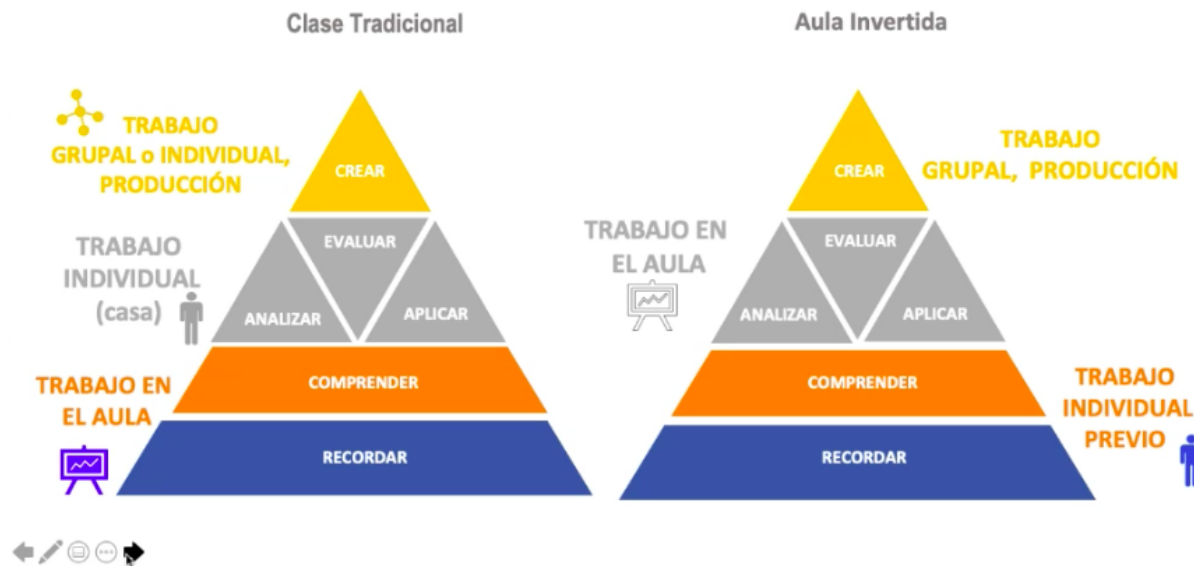 Clase Tradicional
TRABAJO
GRUPAL o INDIVIDUAL,
PRODUCCIÓN
CREAR
TRABAJO
INDIVIDUAL
(casa)
EVALUAR
ANALIZAR
APLICAR
TRABAJO EN
EL AULA
COMPRENDER
RECORDAR
Aula Invertida
CREAR
TRABAJO
GRUPAL, PRODUCCIÓN
TRABAJO EN
EL AULA
EVALUAR
ANALIZAR
APLICAR
COMPRENDER
TRABAJO
INDIVIDUAL
PREVIO
RECORDAR